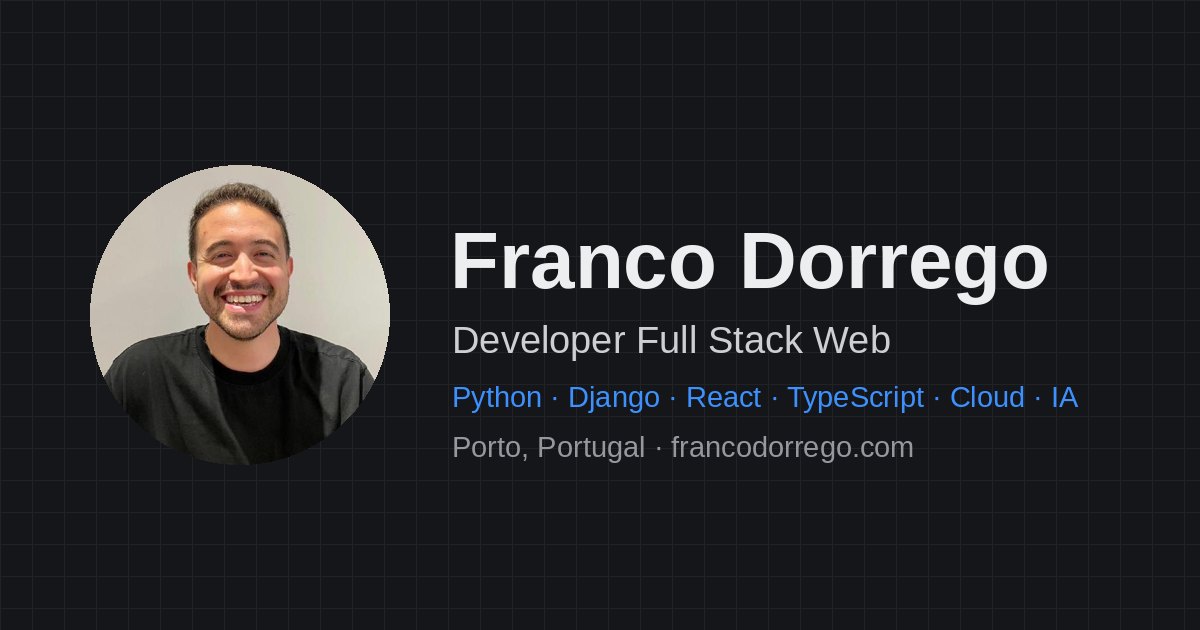 Franco Dorrego
Developer Full Stack Web
Python · Django · React · TypeScript · Cloud · IA
Porto, Portugal · francodorrego.com